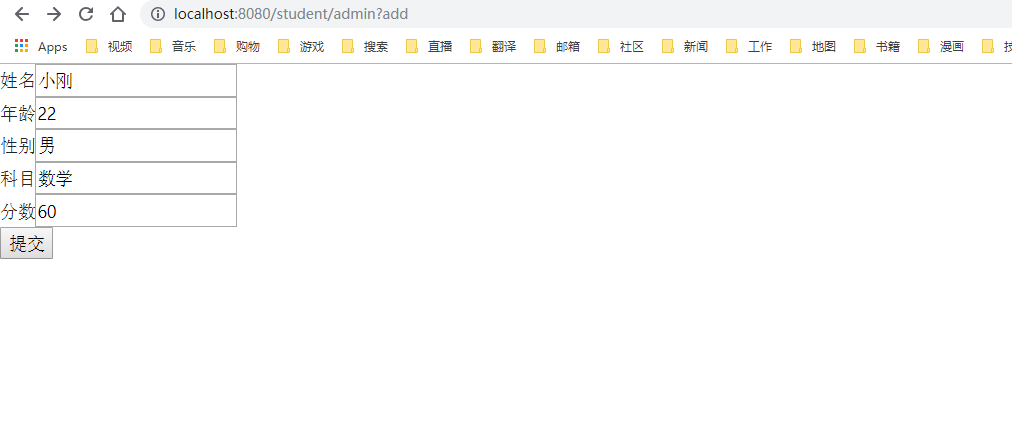 localhost:8080/student/admin?add
Apps 视频 音乐 购物 游戏 搜索 直播 翻译 邮箱 社区 新闻 工作 地图 书籍 漫画
姓名 小刚
年龄 22
性别 男
科目 数学
分数 60
提交